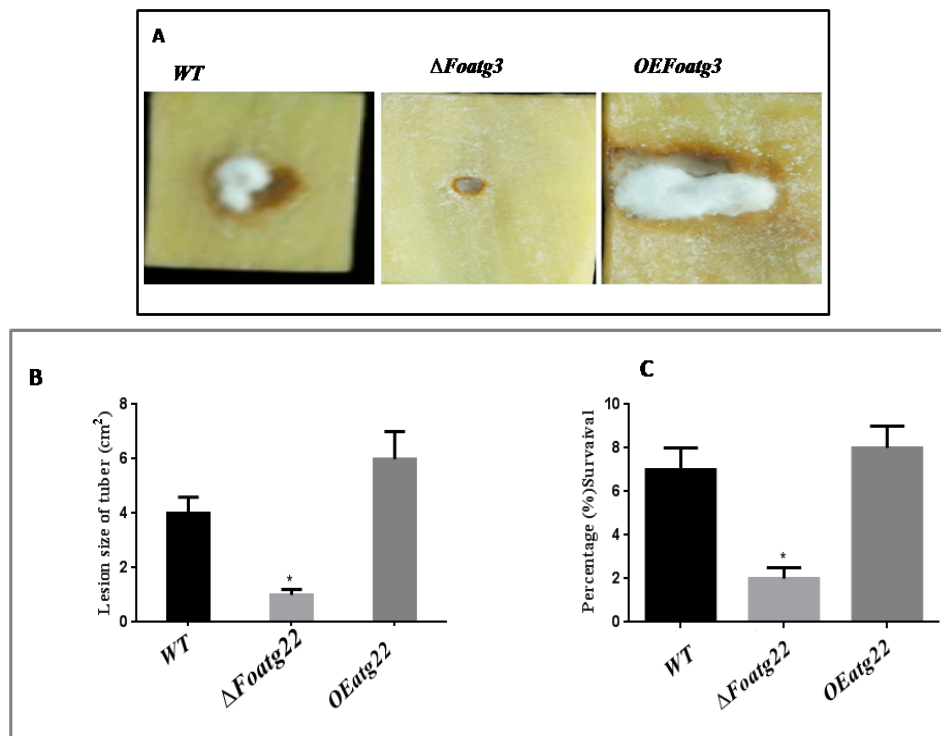 A
WT
ΔFoatg3
OEFoatg3
B
Lesion size of tuber (cm²)
8
6
4
2
0
*
WT
ΔFoatg22
OEatg22
C
Percentage (%)Survaival
10
8
6
4
2
0
*
WT
ΔFoatg22
OEatg22